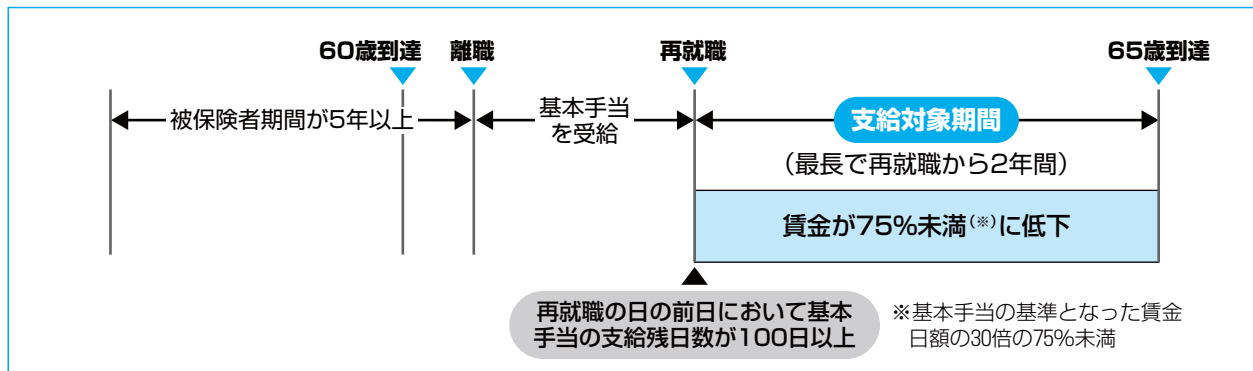 60歳到達 離職 再就職 65歳到達
被保険者期間が5年以上
基本手当
を受給
支給対象期間
（最長で再就職から2年間）
賃金が75%未満(※)に低下
再就職の日の前日において基本
手当の支給残日数が100日以上
※基本手当の基準となった賃金
日額の30倍の75%未満